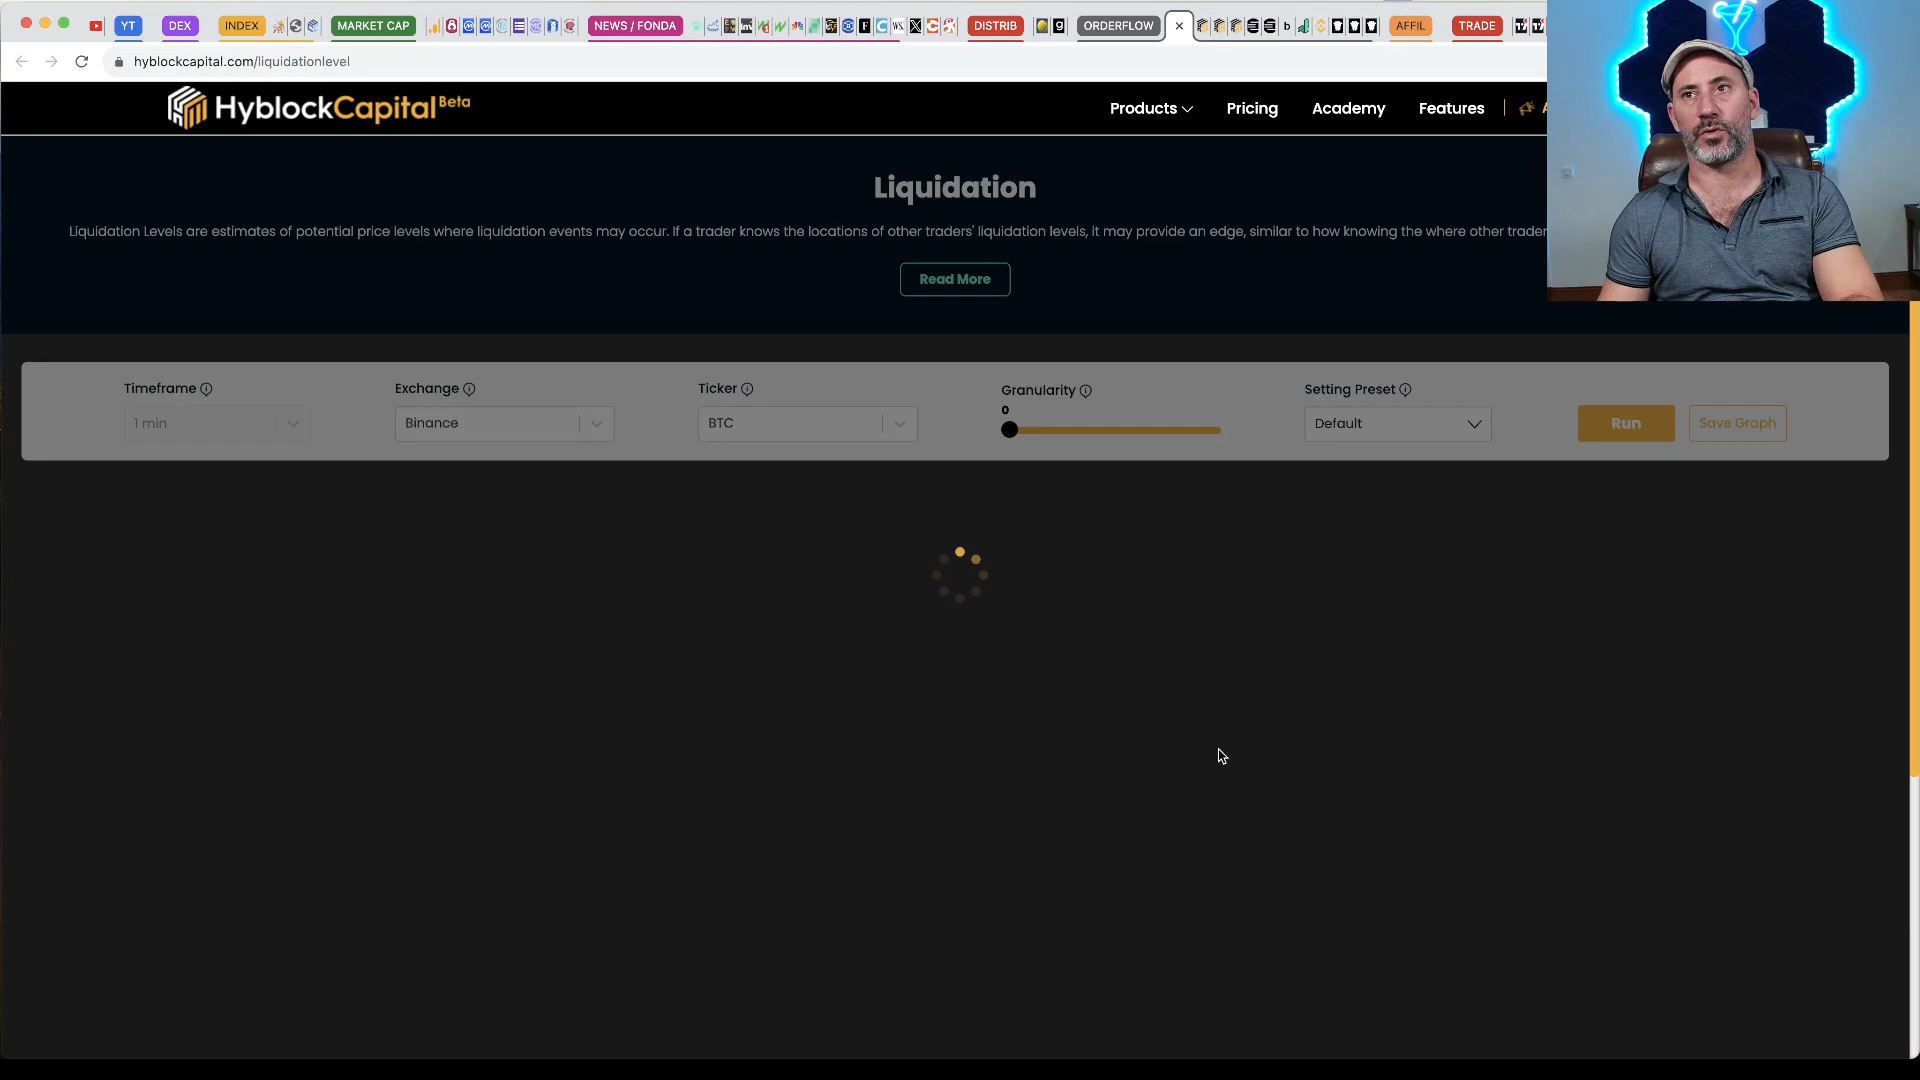 YT DEX INDEX MARKET CAP NEWS / FONDA DISTRIB ORDERFLOW AFFIL TRADE
hyblockcapital.com/liquidationlevel
HyblockCapital Beta Products Pricing Academy Features
Liquidation
Liquidation Levels are estimates of potential price levels where liquidation events may occur. If a trader knows the locations of other traders' liquidation levels, it may provide an edge, similar to how knowing the where other trader
Read More
Timeframe Exchange Ticker Granularity Setting Preset
0
1 min Binance BTC Default Run Save Graph